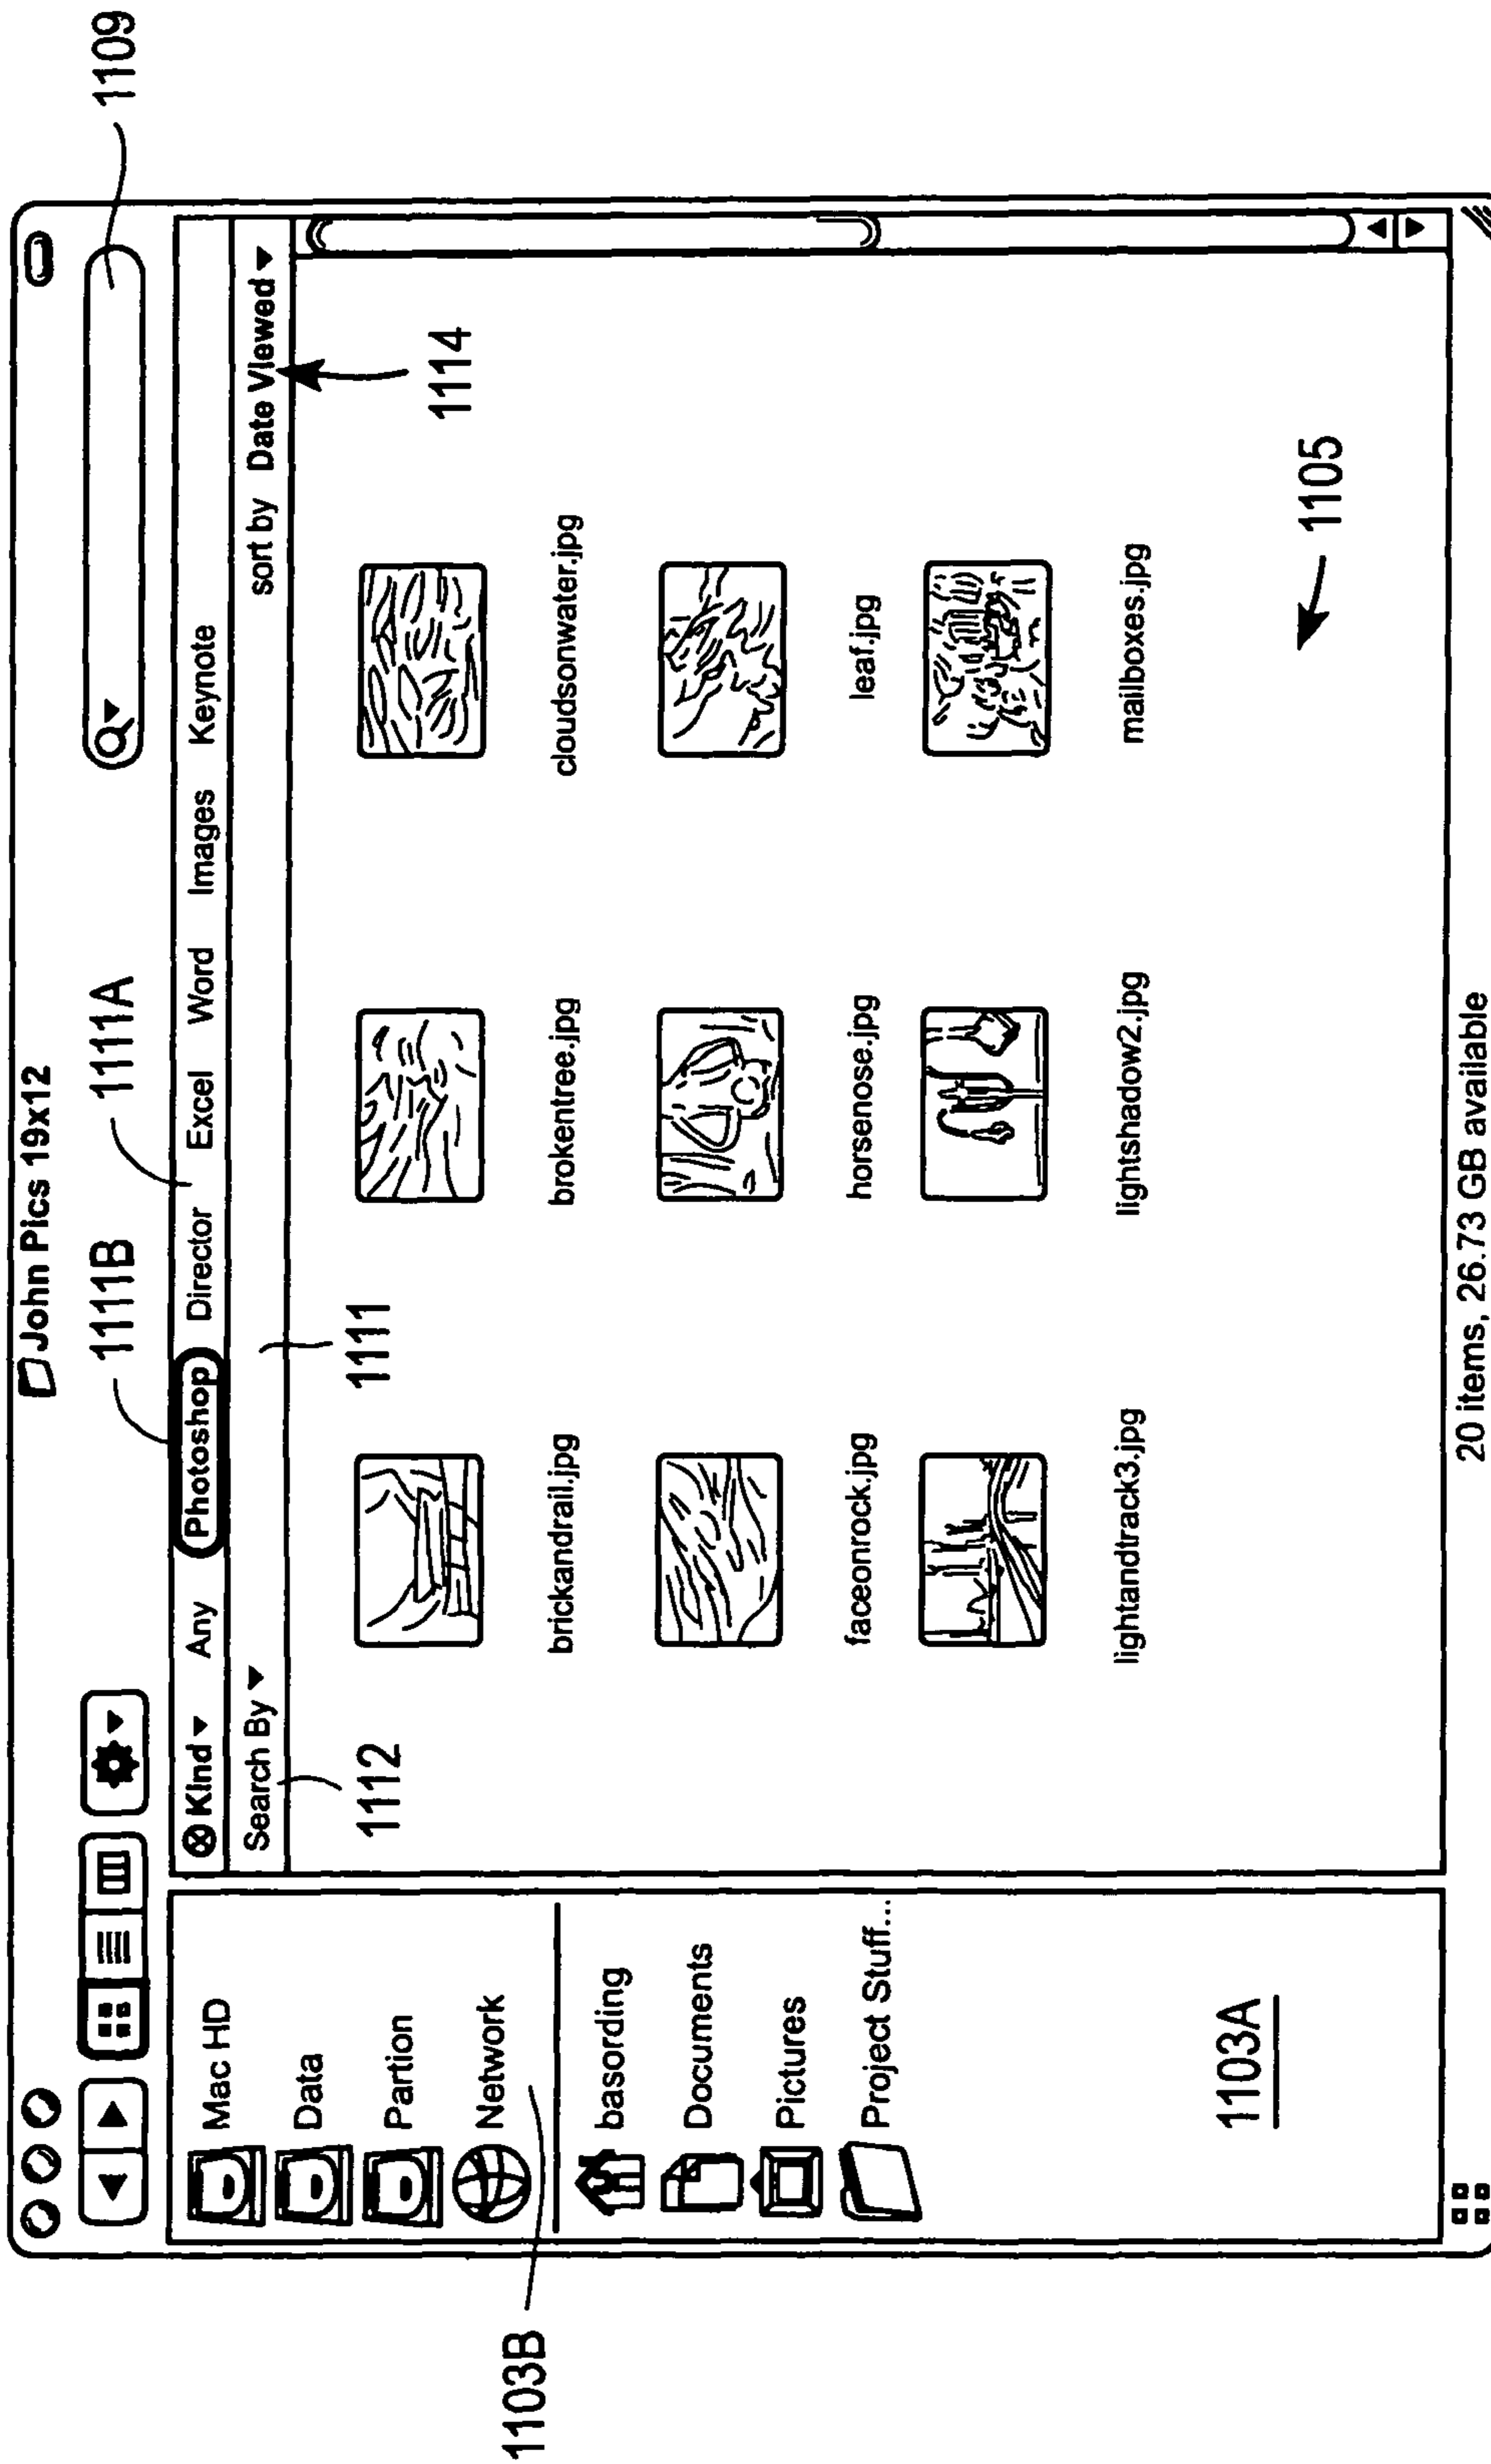 John Pics 19x12
1109
1111B
1111A
Kind Any Photoshop Director Excel Word Images Keynote
Search By
sort by Date Viewed
1112
1111
1114
Mac HD
Data
Partion
Network
1103B
basording
Documents
Pictures
Project Stuff...
1103A
brickandrail.jpg
brokentree.jpg
cloudsonwater.jpg
faceonrock.jpg
horsenose.jpg
leaf.jpg
lightandtrack3.jpg
lightshadow2.jpg
mailboxes.jpg
1105
20 items, 26.73 GB available